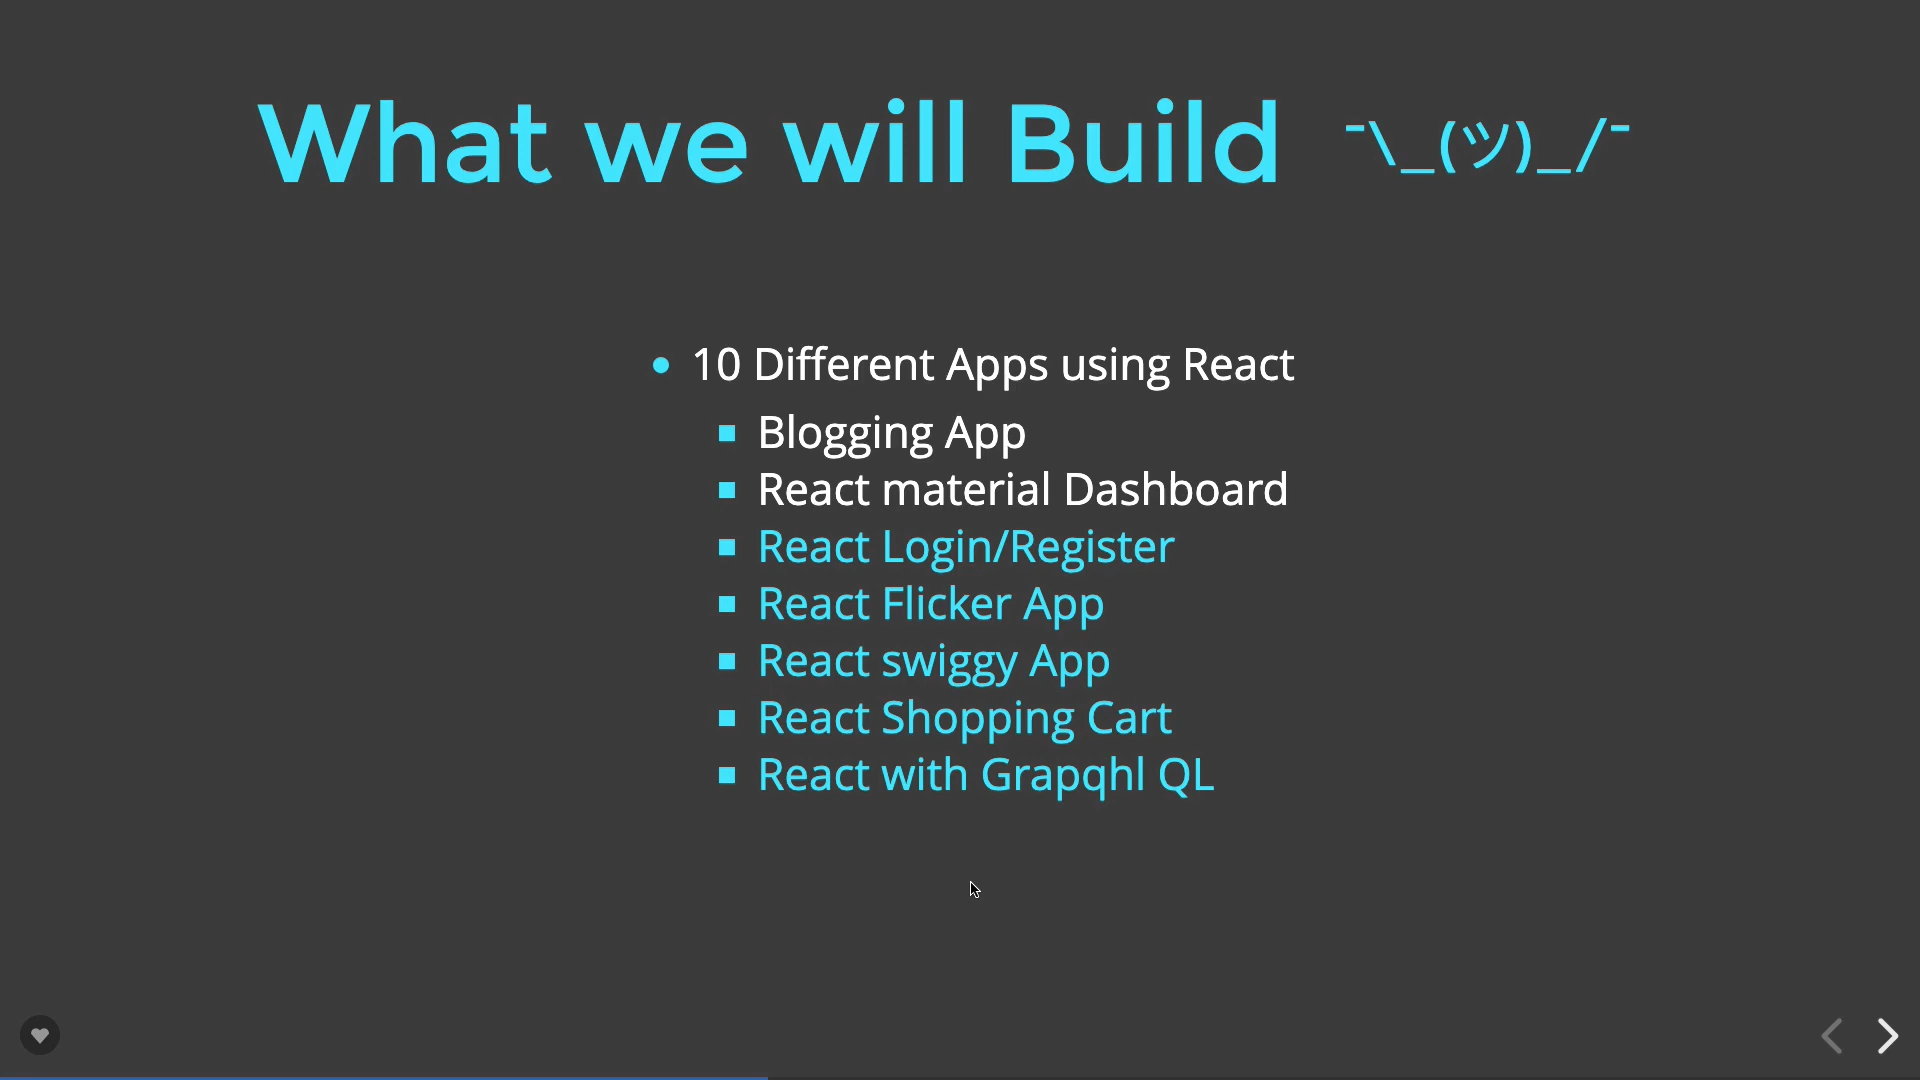 What we will Build ¯\_(ツ)_/¯
10 Different Apps using React
Blogging App
React material Dashboard
React Login/Register
React Flicker App
React swiggy App
React Shopping Cart
React with Grapqhl QL